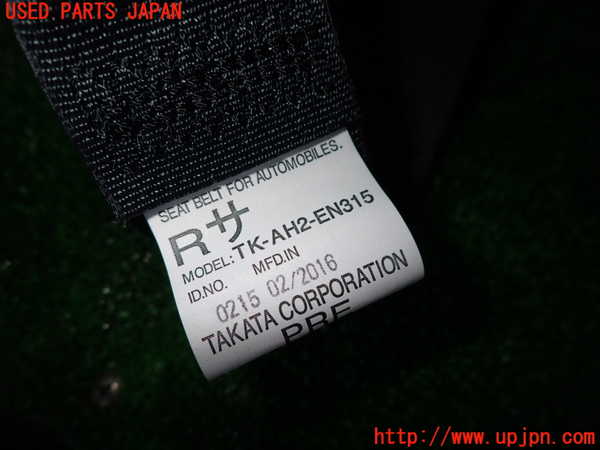 USED PARTS JAPAN
SEAT BELT FOR AUTOMOBILES.
Rサ
MODEL: TK-AH2-EN315
ID.NO. MFD.IN
0215 02/2016
TAKATA CORPORATION
http://www.upjpn.com/